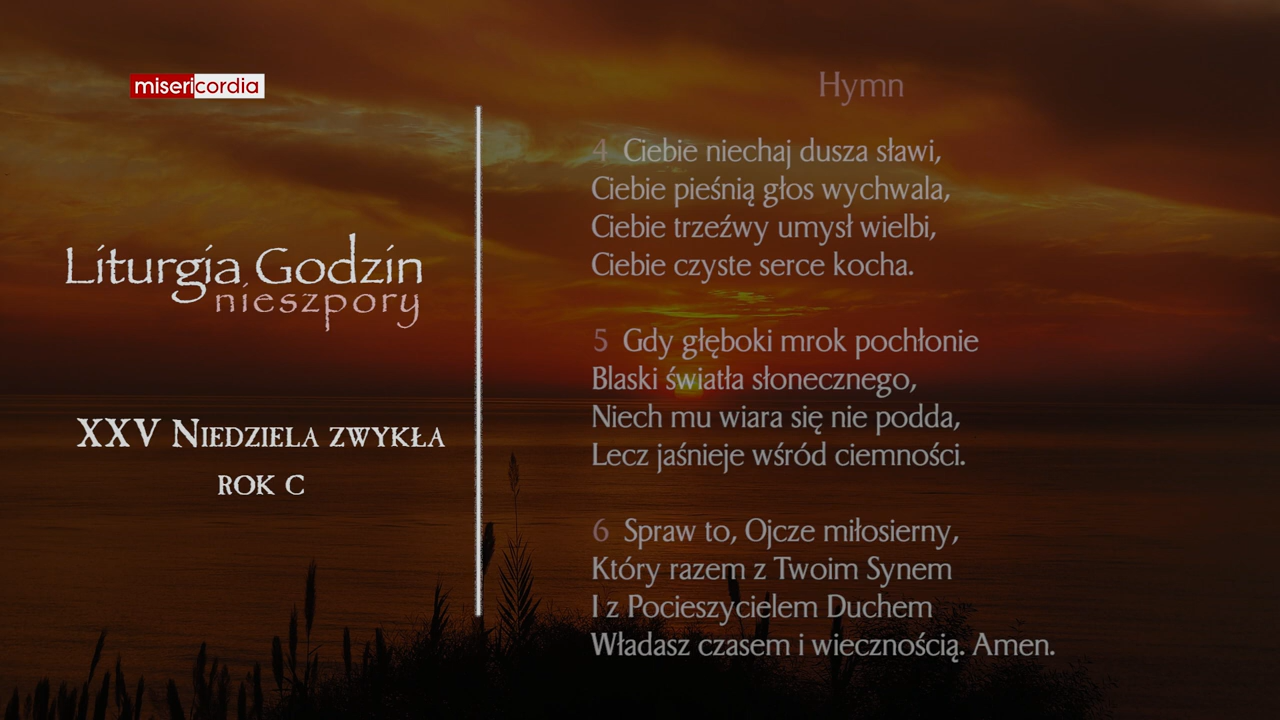 misericordia
Liturgia Godzin
nieszpory
XXV Niedziela zwykła
rok C
Hymn
4 Ciebie niechaj dusza sławi,
Ciebie pieśnią głos wychwala,
Ciebie trzeźwy umysł wielbi,
Ciebie czyste serce kocha.
5 Gdy głęboki mrok pochłonie
Blaski światła słonecznego,
Niech mu wiara się nie podda,
Lecz jaśnieje wśród ciemności.
6 Spraw to, Ojcze miłosierny,
Który razem z Twoim Synem
I z Pocieszycielem Duchem
Władasz czasem i wiecznością. Amen.